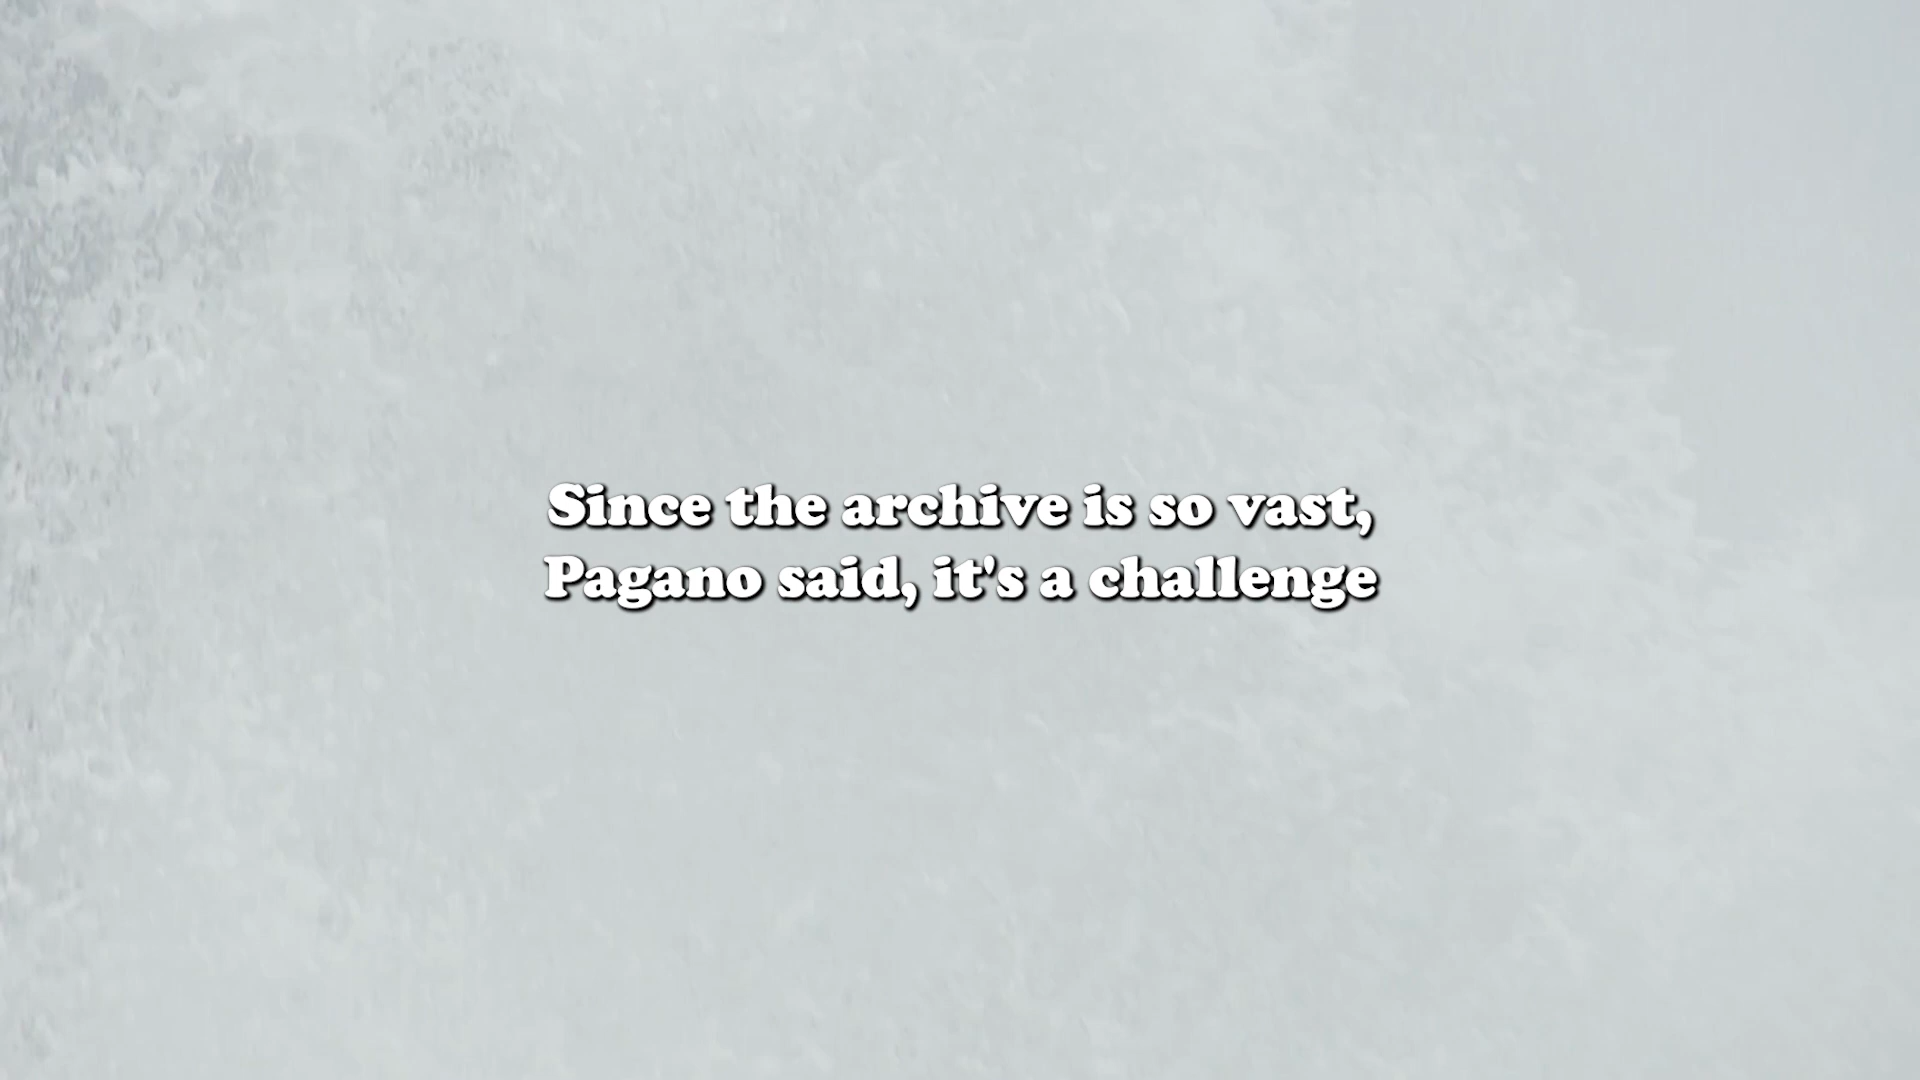 Since the archive is so vast,
Pagano said, it's a challenge